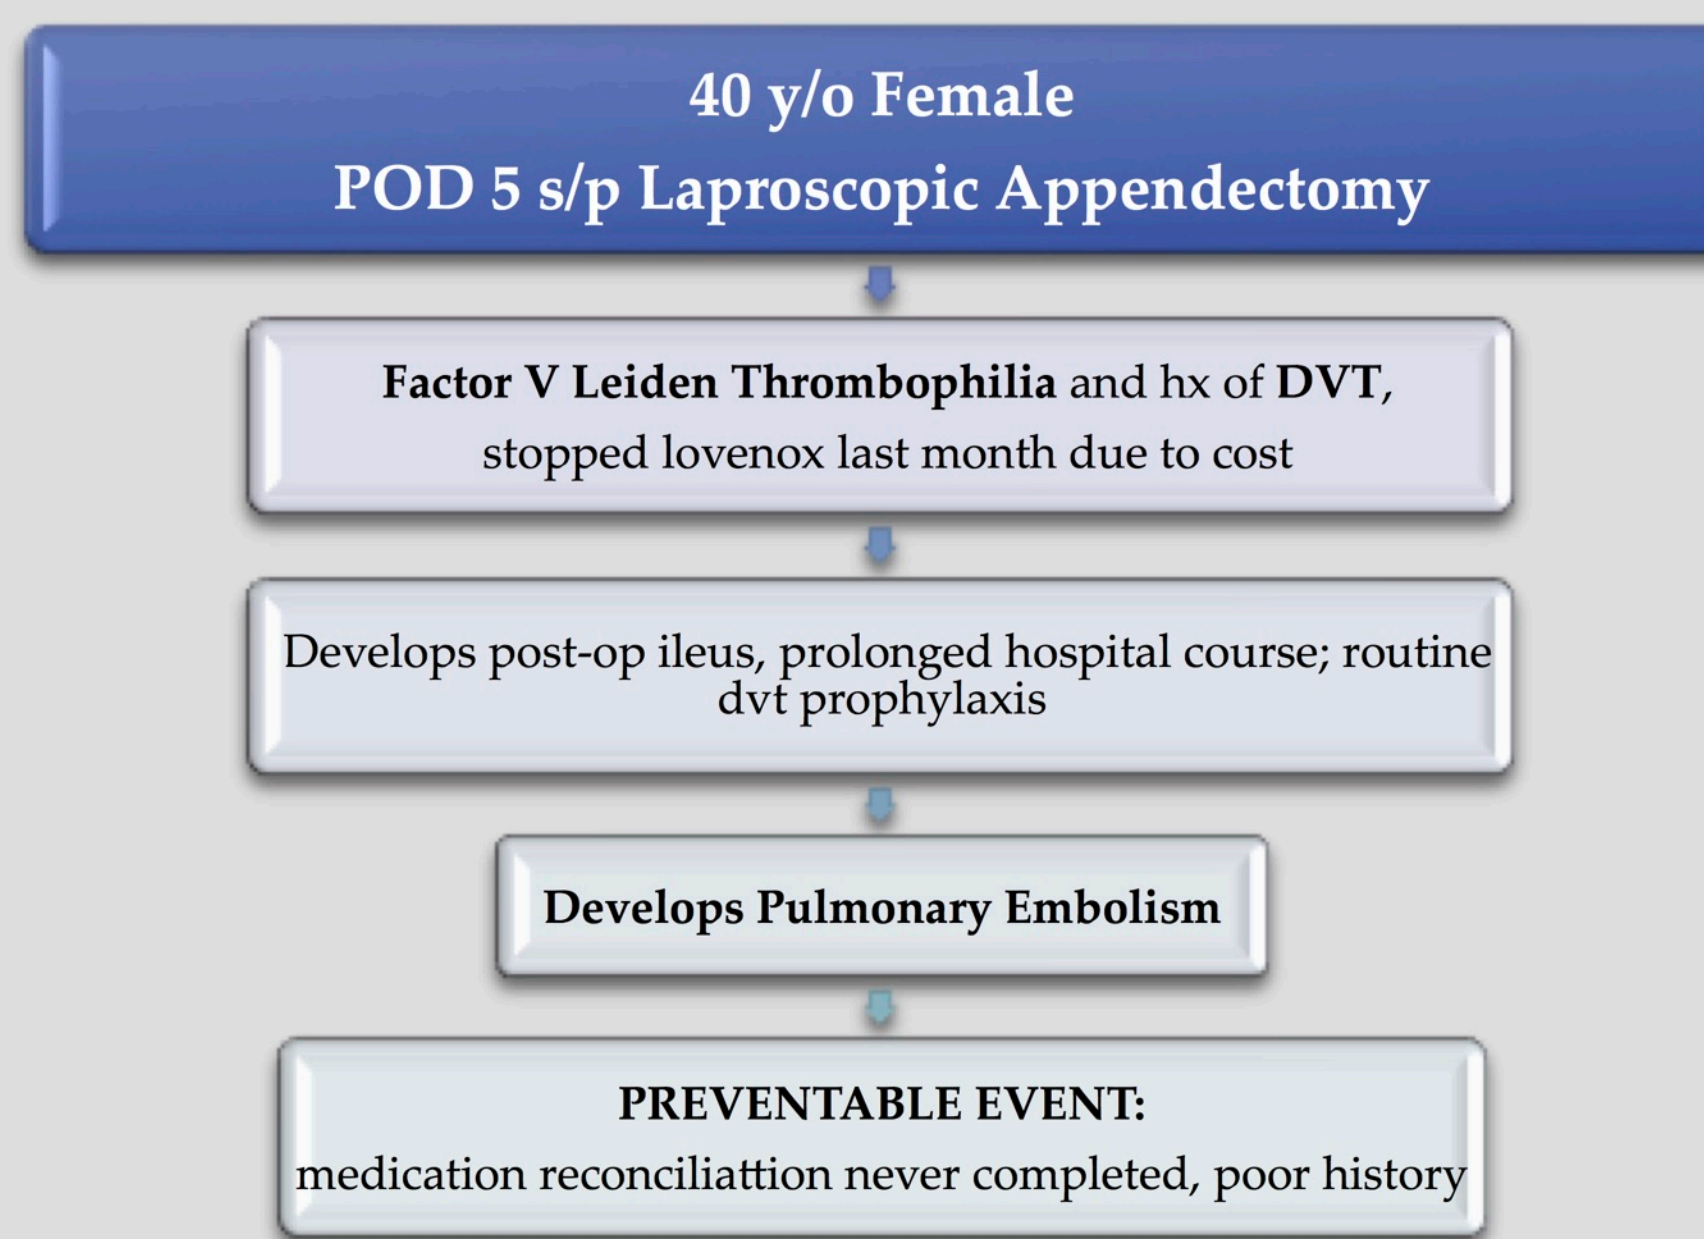 40 y/o Female
POD 5 s/p Laproscopic Appendectomy
Factor V Leiden Thrombophilia and hx of DVT,
stopped lovenox last month due to cost
Develops post-op ileus, prolonged hospital course; routine
dvt prophylaxis
Develops Pulmonary Embolism
PREVENTABLE EVENT:
medication reconciliattion never completed, poor history